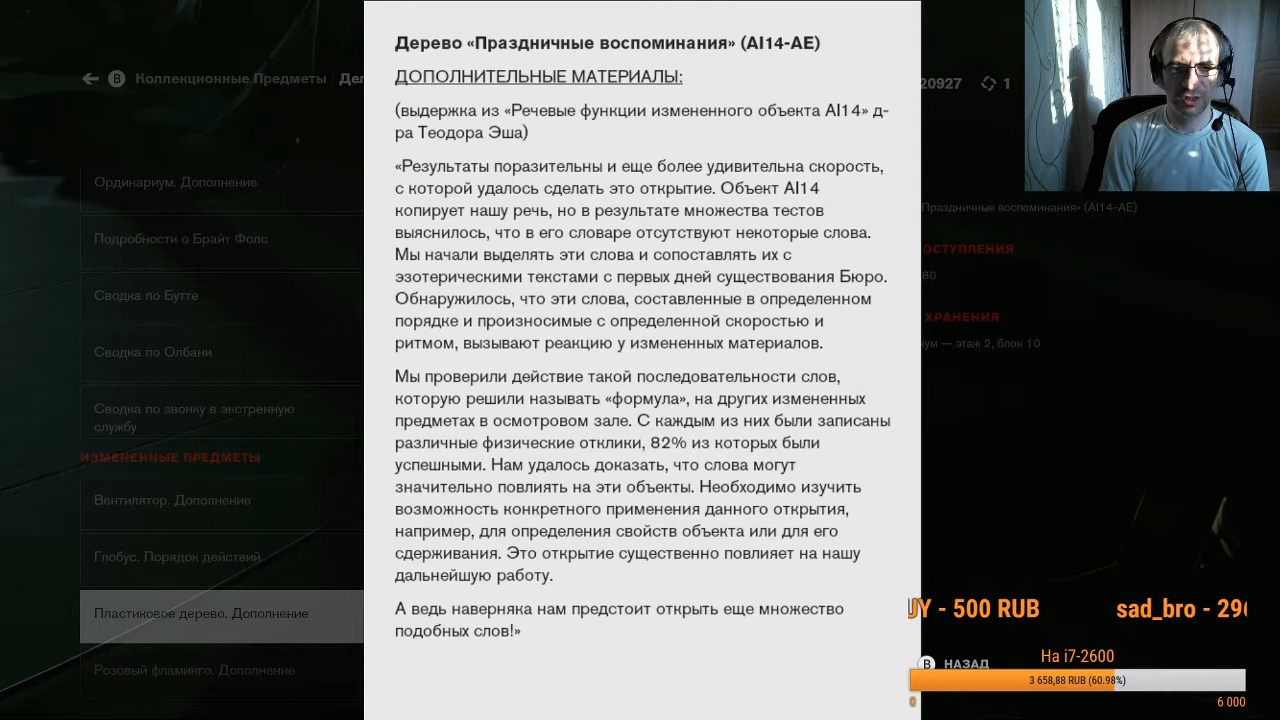 Дерево «Праздничные воспоминания» (AI14-AE)
ДОПОЛНИТЕЛЬНЫЕ МАТЕРИАЛЫ:
(выдержка из «Речевые функции измененного объекта AI14» д-
ра Теодора Эша)
«Результаты поразительны и еще более удивительна скорость,
с которой удалось сделать это открытие. Объект AI14
копирует нашу речь, но в результате множества тестов
выяснилось, что в его словаре отсутствуют некоторые слова.
Мы начали выделять эти слова и сопоставлять их с
эзотерическими текстами с первых дней существования Бюро.
Обнаружилось, что эти слова, составленные в определенном
порядке и произносимые с определенной скоростью и
ритмом, вызывают реакцию у измененных материалов.
Мы проверили действие такой последовательности слов,
которую решили называть «формула», на других измененных
предметах в осмотровом зале. С каждым из них были записаны
различные физические отклики, 82% из которых были
успешными. Нам удалось доказать, что слова могут
значительно повлиять на эти объекты. Необходимо изучить
возможность конкретного применения данного открытия,
например, для определения свойств объекта или для его
сдерживания. Это открытие существенно повлияет на нашу
дальнейшую работу.
А ведь наверняка нам предстоит открыть еще множество
подобных слов!»
B Коллекционные Предметы
Ординариум. Дополнение
Подробности о Брайт Фолс
Сводка по Бутте
Сводка по Олбани
Сводка по звонку в экстренную
службу
ИЗМЕНЕННЫЕ ПРЕДМЕТЫ
Вентилятор. Дополнение
Глобус. Порядок действий
Пластиковое дерево. Дополнение
Розовый фламинго. Дополнение
20927 1
Праздничные воспоминания» (AI14-AE)
ОСТУПЛЕНИЯ
80
ХРАНЕНИЯ
ум — этаж 2, блок 10
UY - 500 RUB sad_bro - 290
B НАЗАД
На i7-2600
3 658,88 RUB (60.98%)
0 6 000